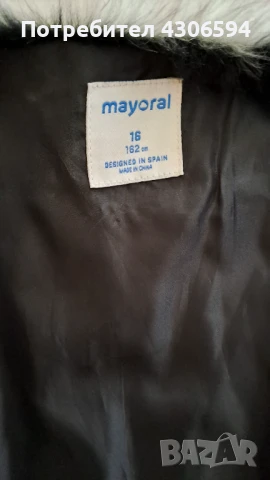 Потребител 4306594
mayoral
16
162 cm
DESIGNED IN SPAIN
MADE IN CHINA
BAZAR